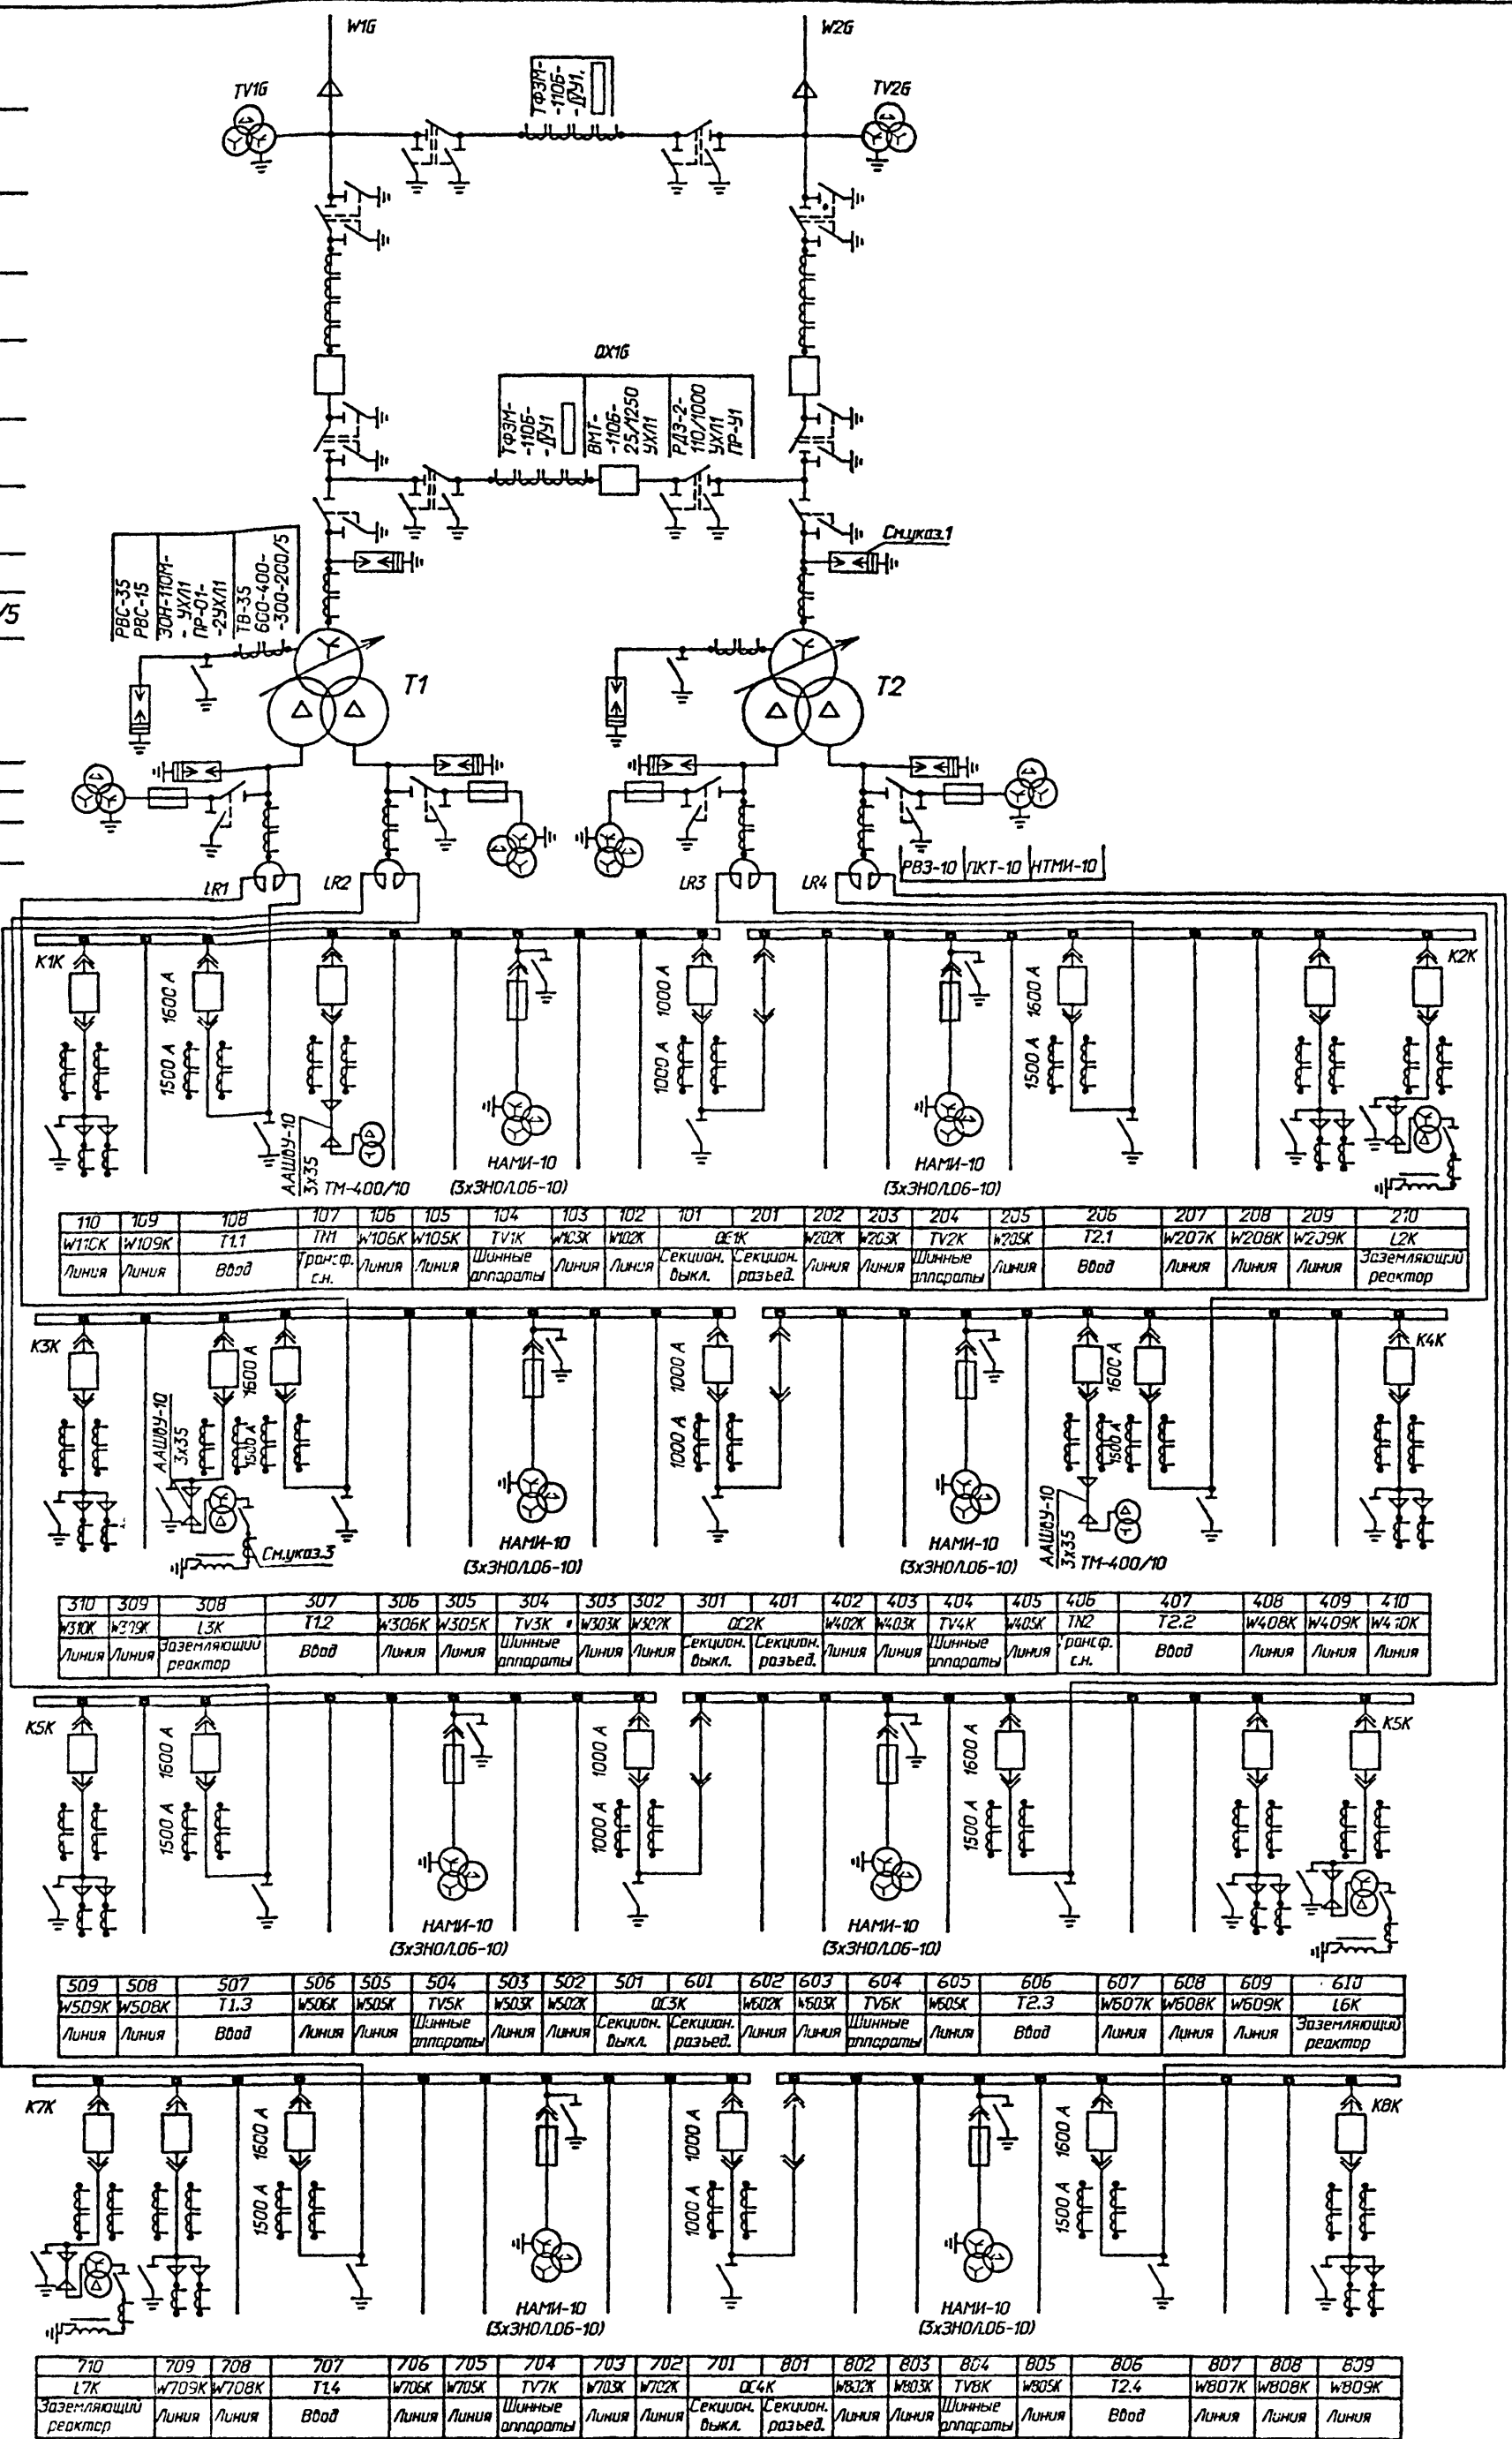 W1G
W2G
TV1G
TV2G
ТФЗМ-
-110Б-
-ⅣУ1,
QX1G
ТФЗМ-
-110Б-
-ⅣУ1
ВМТ-
-110Б-
25/1250
УХЛ1
РДЗ-2-
110/1000
УХЛ1
ПР-У1
РВС-35
РВС-15
ЗОН-110М-
- УХЛ1
ПР-01-
-2УХЛ1
ТВ-35
600-400-
-300-200/5
См.указ.1
/5
Т1
Т2
LR1
LR2
LR3
LR4
РВЗ-10
ПКТ-10
НТМИ-10
К1К
К2К
1600 А
1500 А
ААШвУ-10
3х35
ТМ-400/10
НАМИ-10
(3хЗНОЛ.06-10)
1000 А
1000 А
НАМИ-10
(3хЗНОЛ.06-10)
1600 А
1500 А
110 109 108 107 106 105 104 103 102 101 201 202 203 204 205 206 207 208 209 210
W110K W109K T1.1 TN1 W106K W105K TV1K W103K W102K QC1K W202K W203K TV2K W205K T2.1 W207K W208K W209K L2K
Линия Линия Ввод Трансф. с.н. Линия Линия Шинные аппараты Линия Линия Секцион. выкл. Секцион. разъед. Линия Линия Шинные аппараты Линия Ввод Линия Линия Линия Заземляющий реактор
К3К
К4К
ААШвУ-10
3х35
1600 А
1500 А
См.указ.3
НАМИ-10
(3хЗНОЛ.06-10)
1000 А
1000 А
НАМИ-10
(3хЗНОЛ.06-10)
1600 А
1500 А
ААШвУ-10
3х35
ТМ-400/10
310 309 308 307 306 305 304 303 302 301 401 402 403 404 405 406 407 408 409 410
W310K W309K L3K T1.2 W306K W305K TV3K W303K W302K QC2K W402K W403K TV4K W405K TN2 T2.2 W408K W409K W410K
Линия Линия Заземляющий реактор Ввод Линия Линия Шинные аппараты Линия Линия Секцион. выкл. Секцион. разъед. Линия Линия Шинные аппараты Линия Трансф. с.н. Ввод Линия Линия Линия
К5К
К5К
1600 А
1500 А
НАМИ-10
(3хЗНОЛ.06-10)
1000 А
1000 А
НАМИ-10
(3хЗНОЛ.06-10)
1600 А
1500 А
509 508 507 506 505 504 503 502 501 601 602 603 604 605 606 607 608 609 610
W509K W508K T1.3 W506K W505K TV5K W503K W502K QC3K W602K W603K TV6K W605K T2.3 W607K W608K W609K L6K
Линия Линия Ввод Линия Линия Шинные аппараты Линия Линия Секцион. выкл. Секцион. разъед. Линия Линия Шинные аппараты Линия Ввод Линия Линия Линия Заземляющий реактор
К7К
К8К
1600 А
1500 А
НАМИ-10
(3хЗНОЛ.06-10)
1000 А
1000 А
НАМИ-10
(3хЗНОЛ.06-10)
1600 А
1500 А
710 709 708 707 706 705 704 703 702 701 801 802 803 804 805 806 807 808 809
L7K W709K W708K T1.4 W706K W705K TV7K W703K W702K QC4K W802K W803K TV8K W805K T2.4 W807K W808K W809K
Заземляющий реактор Линия Линия Ввод Линия Линия Шинные аппараты Линия Линия Секцион. выкл. Секцион. разъед. Линия Линия Шинные аппараты Линия Ввод Линия Линия Линия